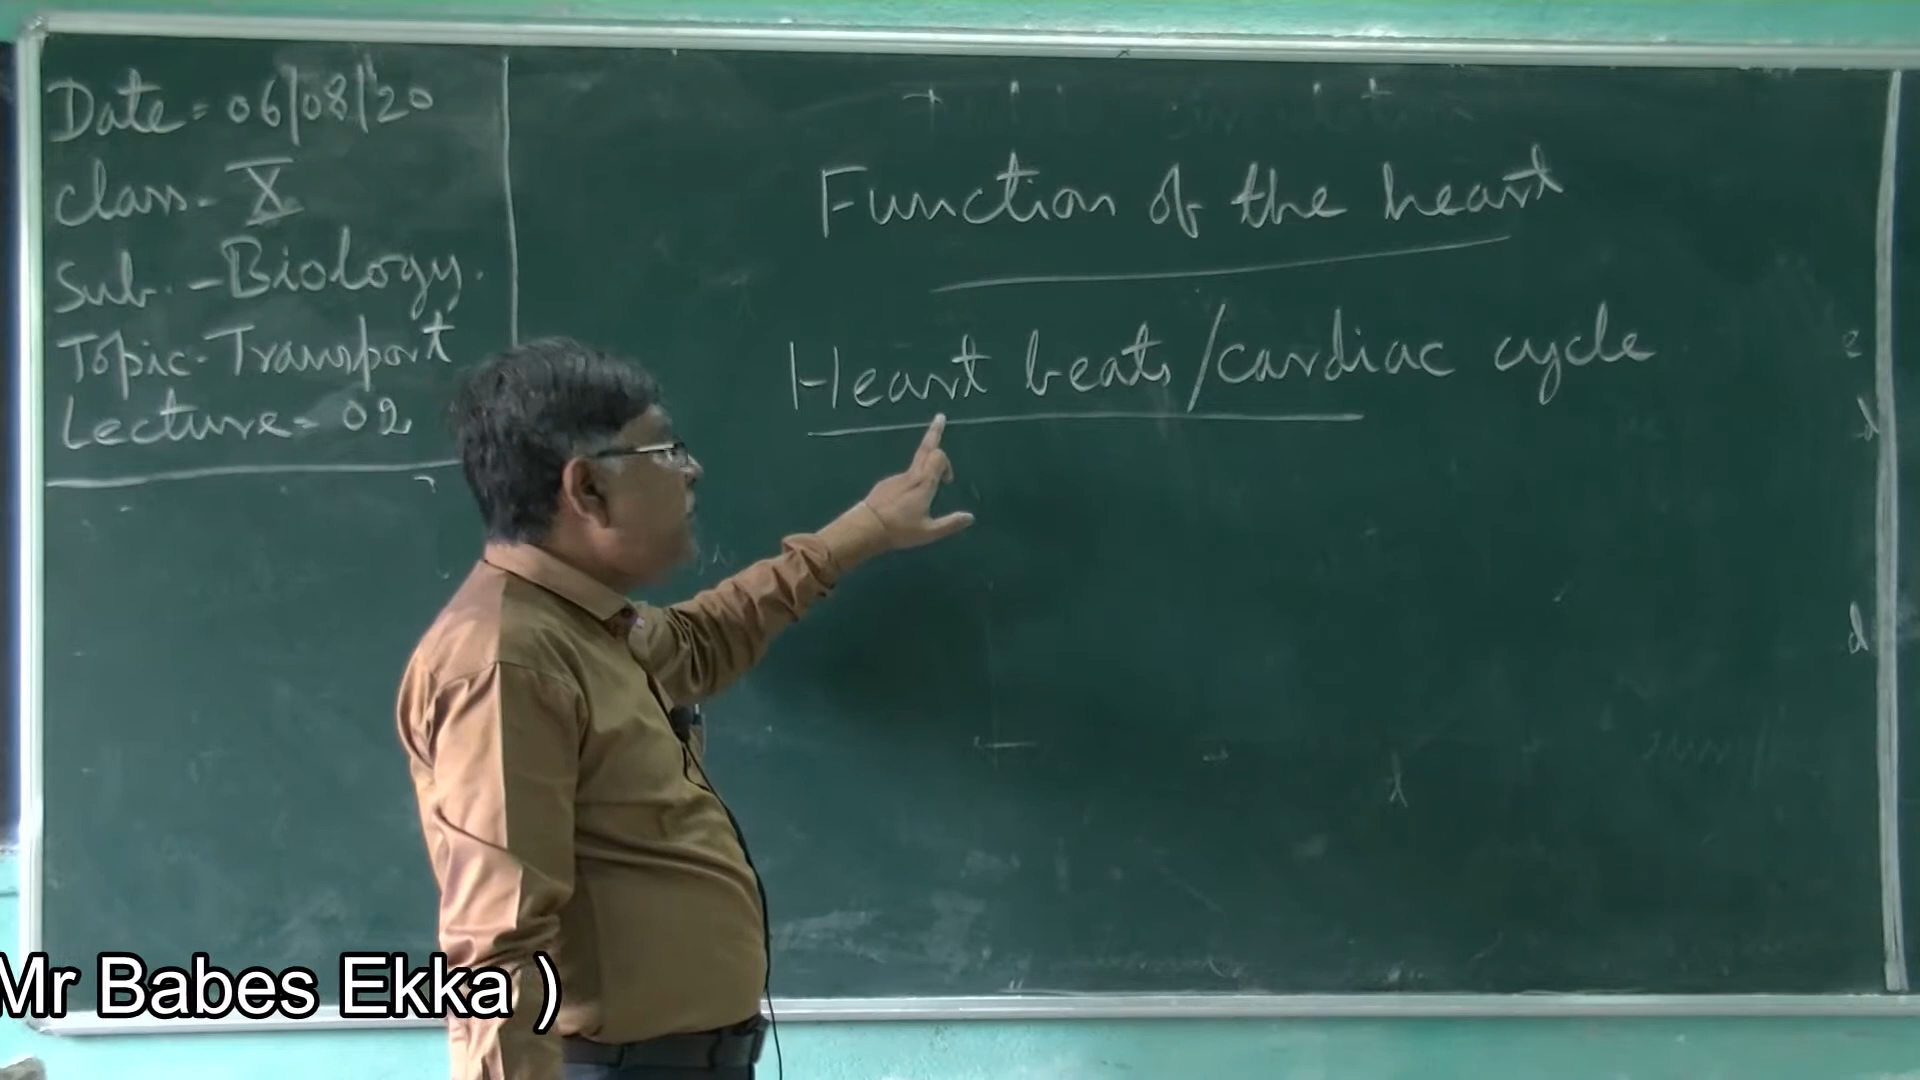 Date = 06/08/20
Class - X
Sub. - Biology.
Topic - Transport
Lecture = 02
Function of the heart
Heart beats / cardiac cycle
Mr Babes Ekka )